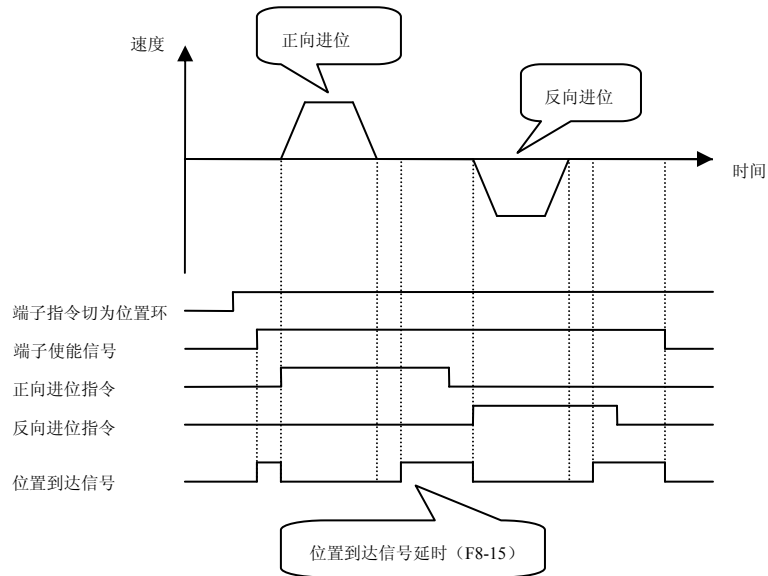 正向进位
速度
反向进位
时间
端子指令切为位置环
端子使能信号
正向进位指令
反向进位指令
位置到达信号
位置到达信号延时（F8-15）